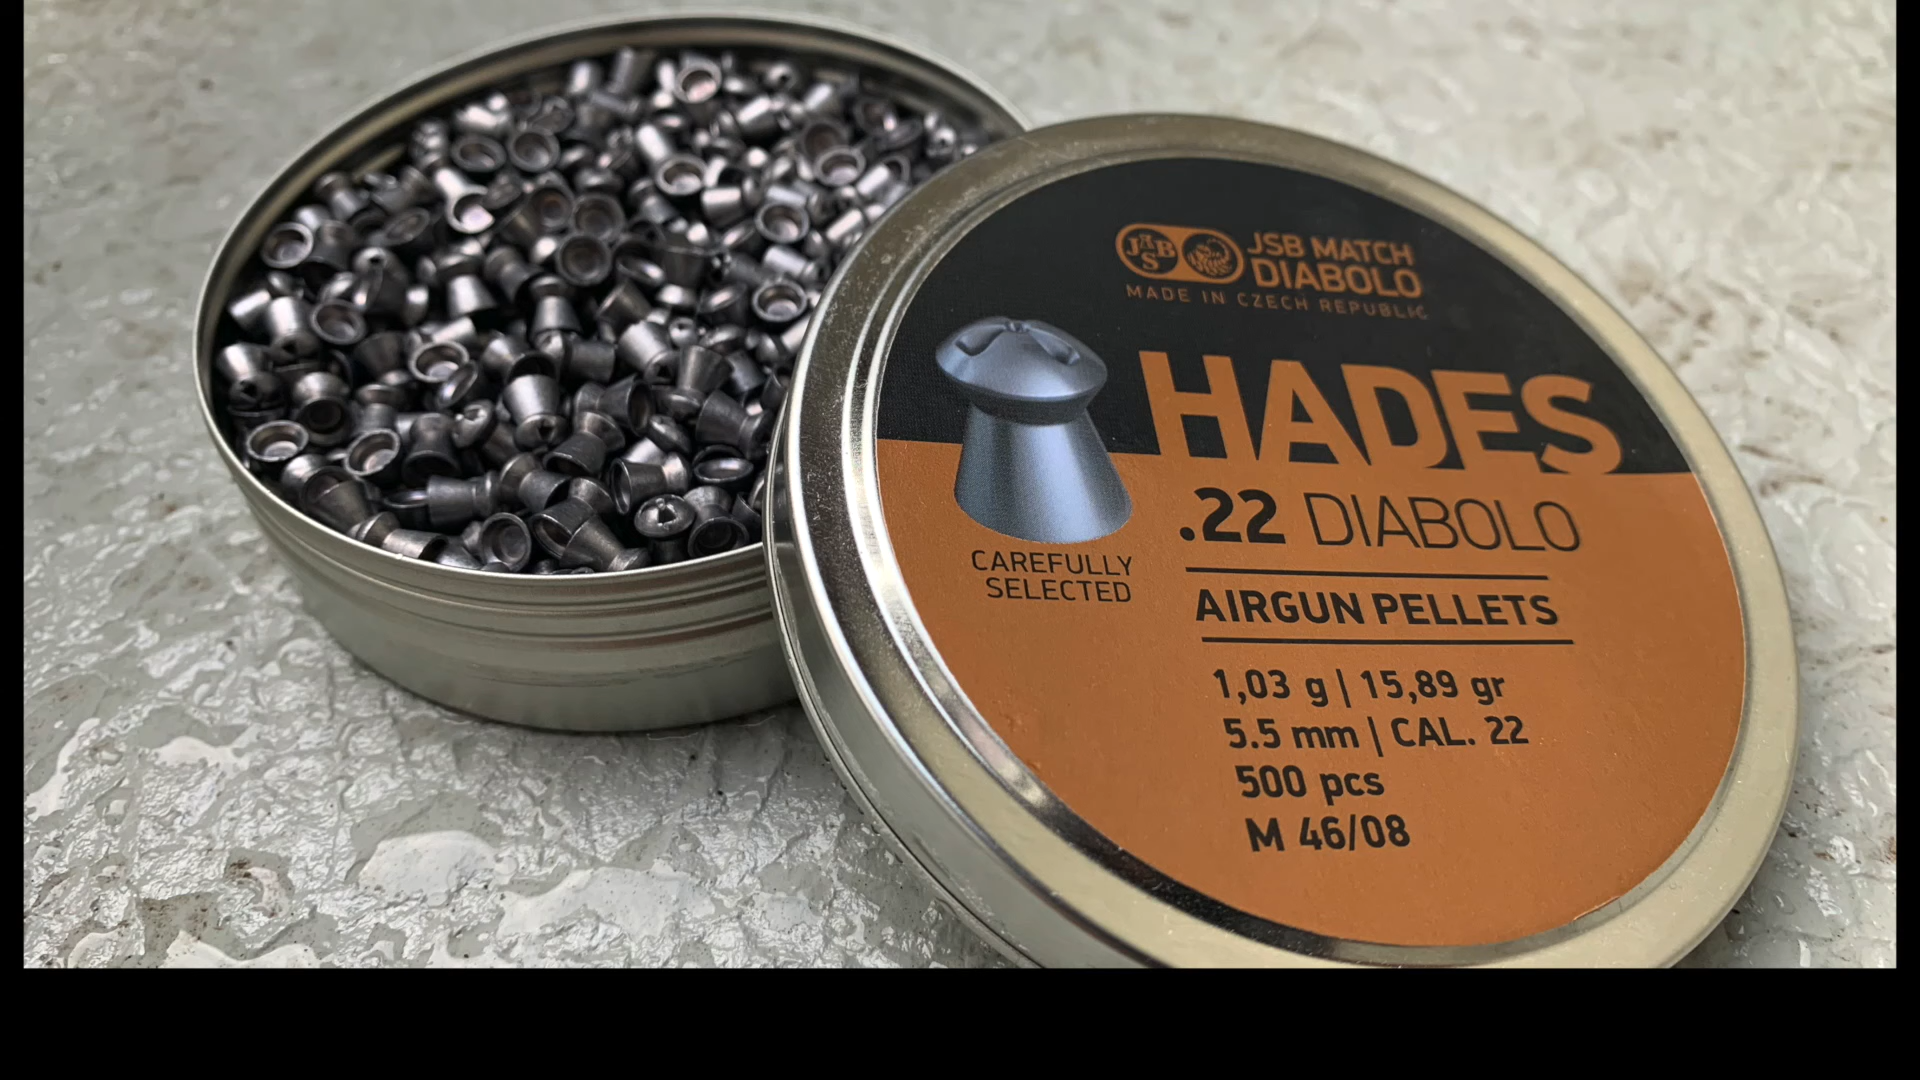 JSB
JSB MATCH
DIABOLO
MADE IN CZECH REPUBLIC
HADES
.22 DIABOLO
CAREFULLY
SELECTED
AIRGUN PELLETS
1,03 g | 15,89 gr
5.5 mm | CAL. 22
500 pcs
M 46/08